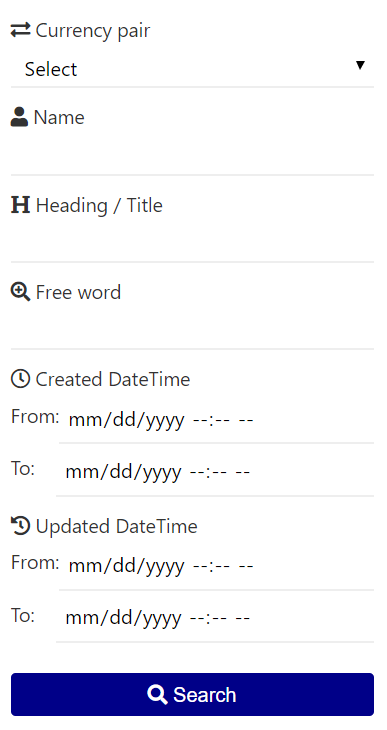 Currency pair
Select
Name
Heading / Title
Free word
Created DateTime
From: mm/dd/yyyy --:-- --
To: mm/dd/yyyy --:-- --
Updated DateTime
From: mm/dd/yyyy --:-- --
To: mm/dd/yyyy --:-- --
Search